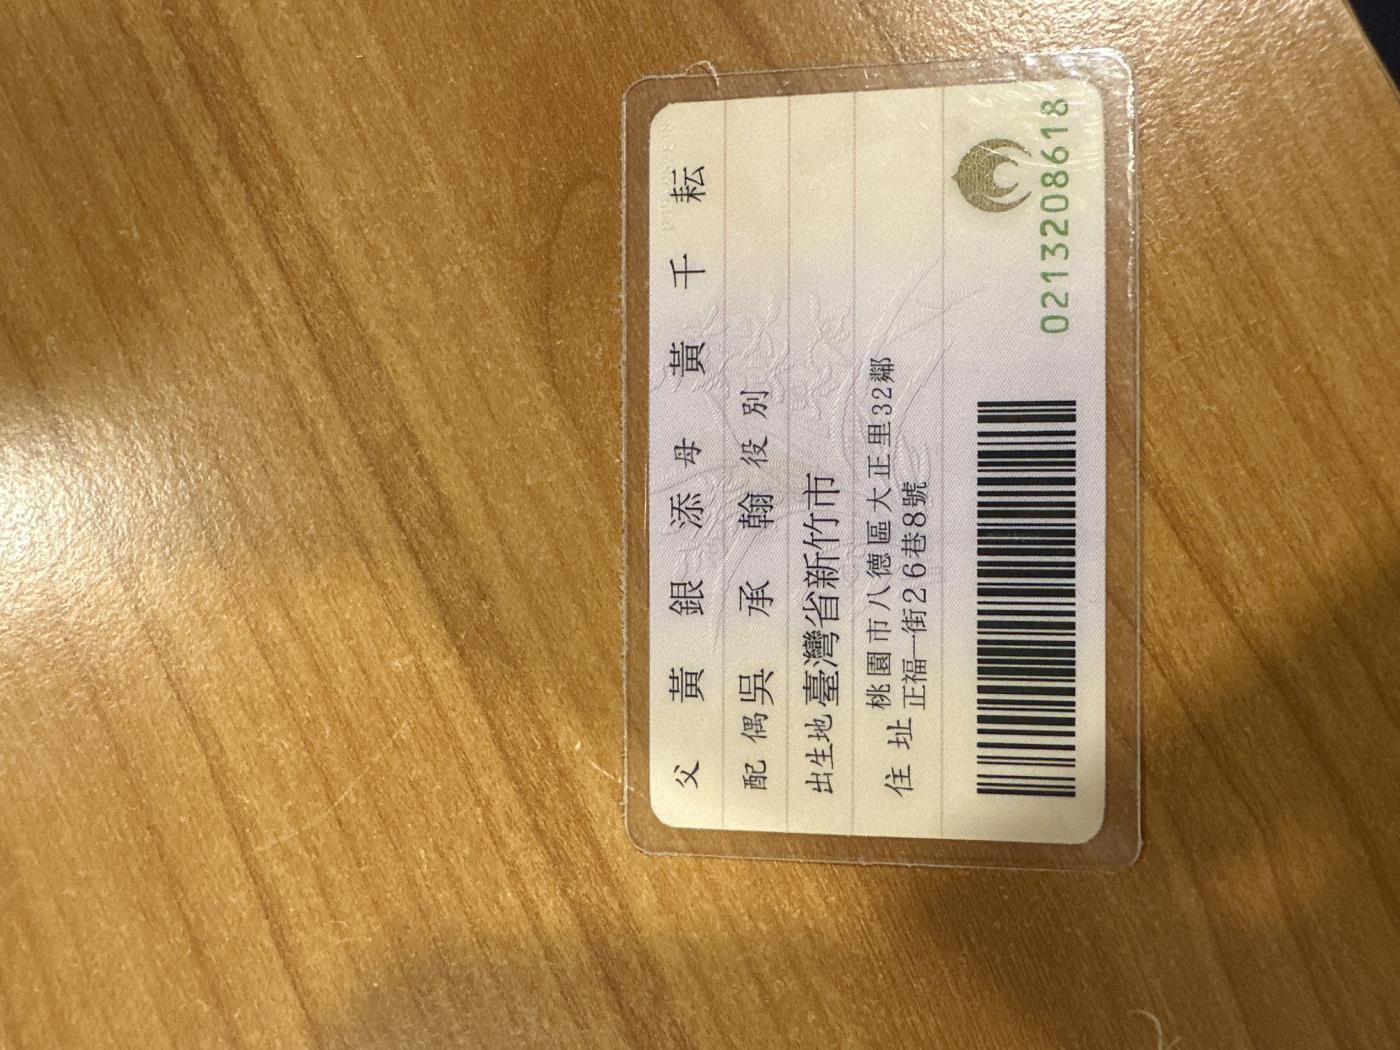 父 黃 銀 添 母 黃 千 耘
配偶 吳 承 翰 役別
出生地 臺灣省新竹市
住址 桃園市八德區大正里32鄰
正福一街26巷8號
0213208618